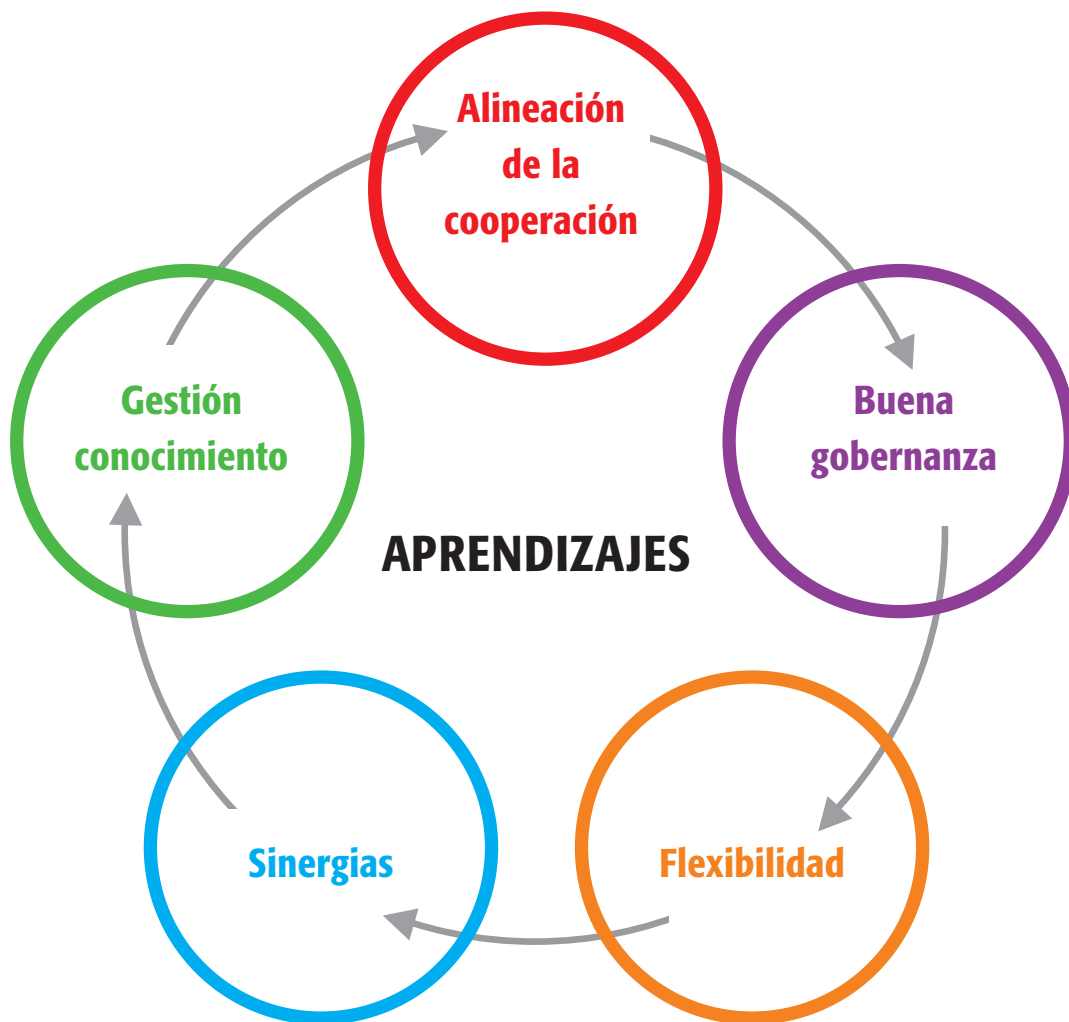 Alineación
de la
cooperación
Buena
gobernanza
Flexibilidad
Sinergias
Gestión
conocimiento
APRENDIZAJES